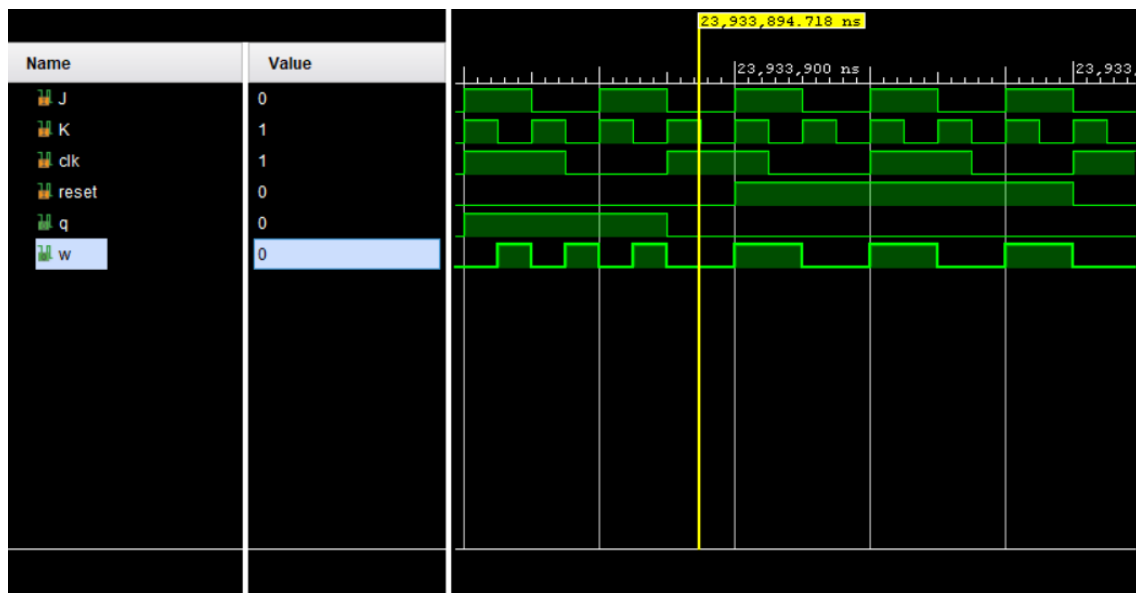 23,933,894.718 ns
Name Value
23,933,900 ns 23,933,
J 0
K 1
clk 1
reset 0
q 0
w 0